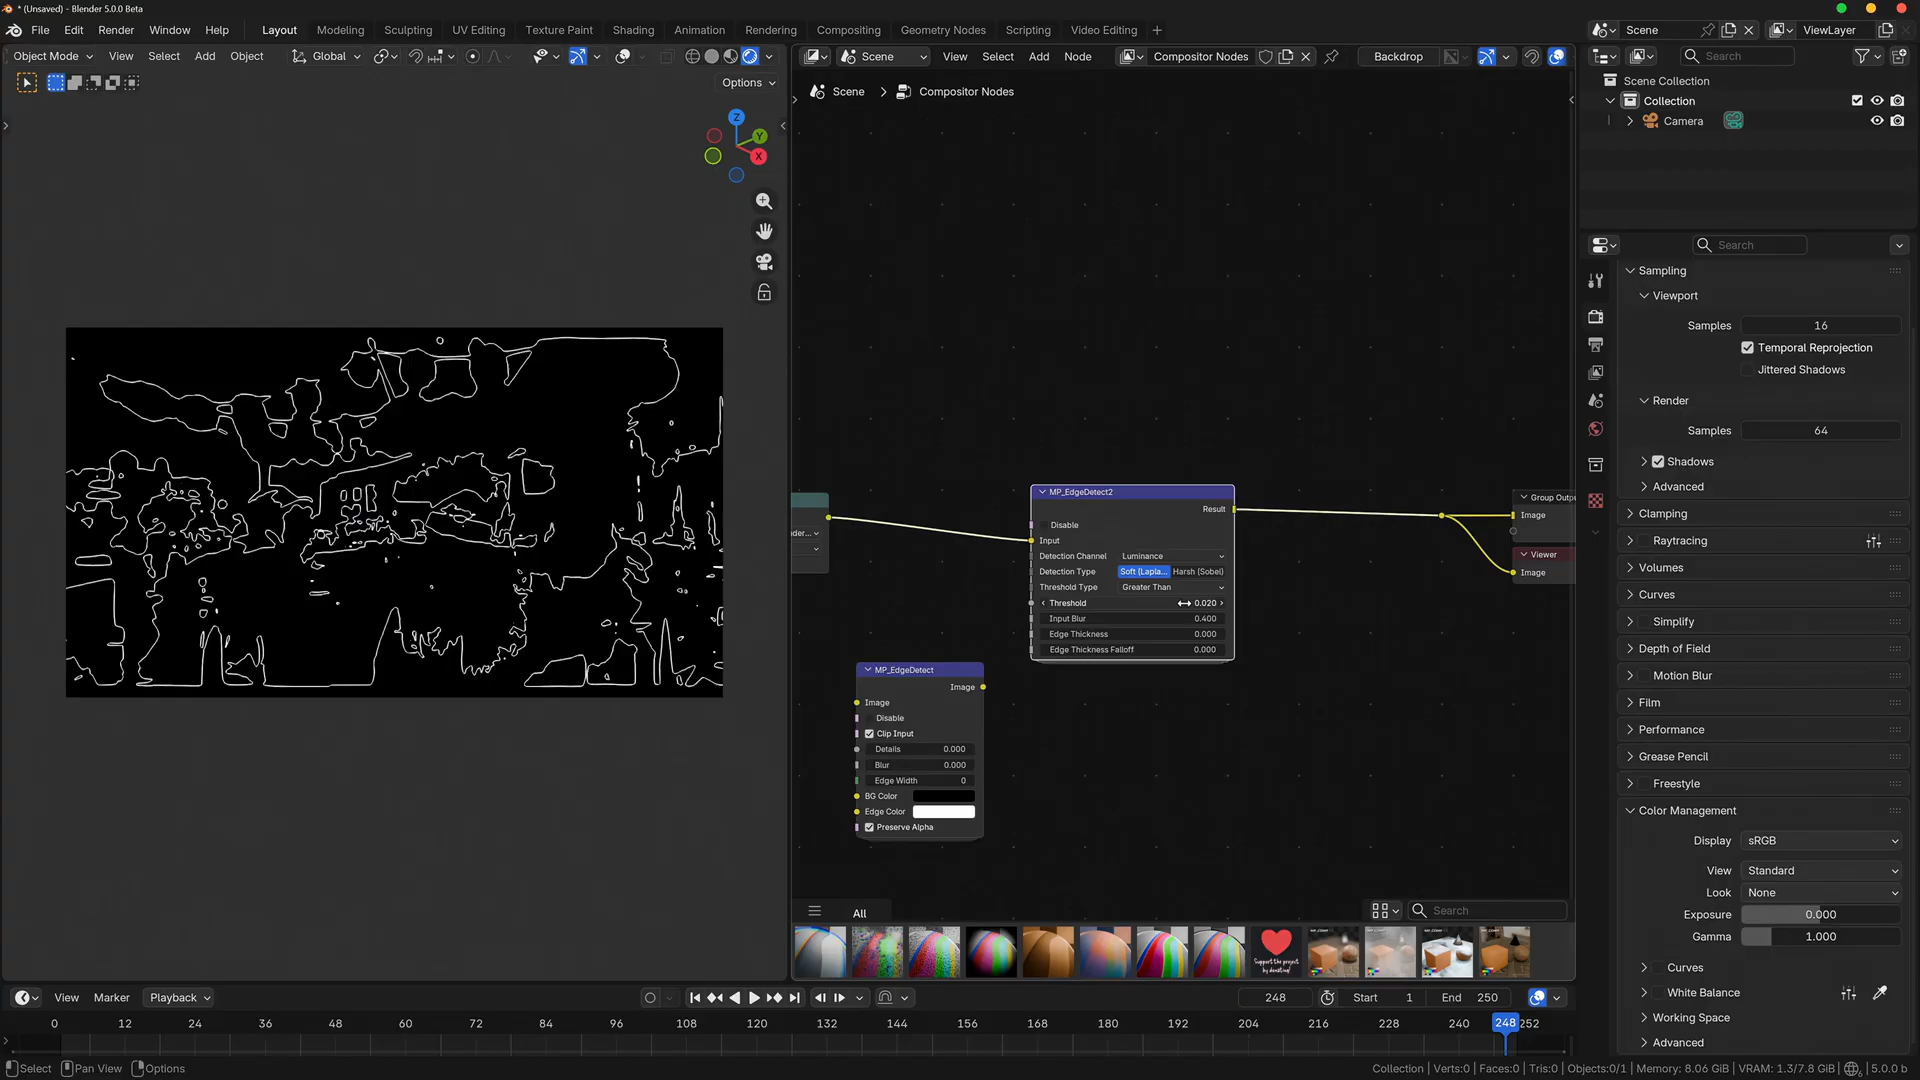 * (Unsaved) - Blender 5.0.0 Beta
File Edit Render Window Help Layout Modeling Sculpting UV Editing Texture Paint Shading Animation Rendering Compositing Geometry Nodes Scripting Video Editing + Scene ViewLayer
Object Mode View Select Add Object Global Scene View Select Add Node Compositor Nodes Backdrop Search
Options
Scene > Compositor Nodes
Scene Collection
Collection
Camera
Z
Y
X
Search
Sampling
Viewport
Samples 16
Temporal Reprojection
Jittered Shadows
Render
Samples 64
Shadows
Advanced
Clamping
Raytracing
Volumes
Curves
Simplify
Depth of Field
Motion Blur
Film
Performance
Grease Pencil
Freestyle
Color Management
Display sRGB
View Standard
Look None
Exposure 0.000
Gamma 1.000
Curves
White Balance
Working Space
Advanced
MP_EdgeDetect2
Result
Disable
Input
Detection Channel Luminance
Detection Type Soft (Lapla... Harsh (Sobel)
Threshold Type Greater Than
Threshold 0.020
Input Blur 0.400
Edge Thickness 0.000
Edge Thickness Falloff 0.000
Group Outpu
Image
Viewer
Image
MP_EdgeDetect
Image
Image
Disable
Clip Input
Details 0.000
Blur 0.000
Edge Width 0
BG Color
Edge Color
Preserve Alpha
All Search
Support the project
by donating!
View Marker Playback 248 Start 1 End 250
0 12 24 36 48 60 72 84 96 108 120 132 144 156 168 180 192 204 216 228 240 248 252
Select Pan View Options Collection | Verts:0 | Faces:0 | Tris:0 | Objects:0/1 | Memory: 8.06 GiB | VRAM: 1.3/7.8 GiB | 5.0.0 b